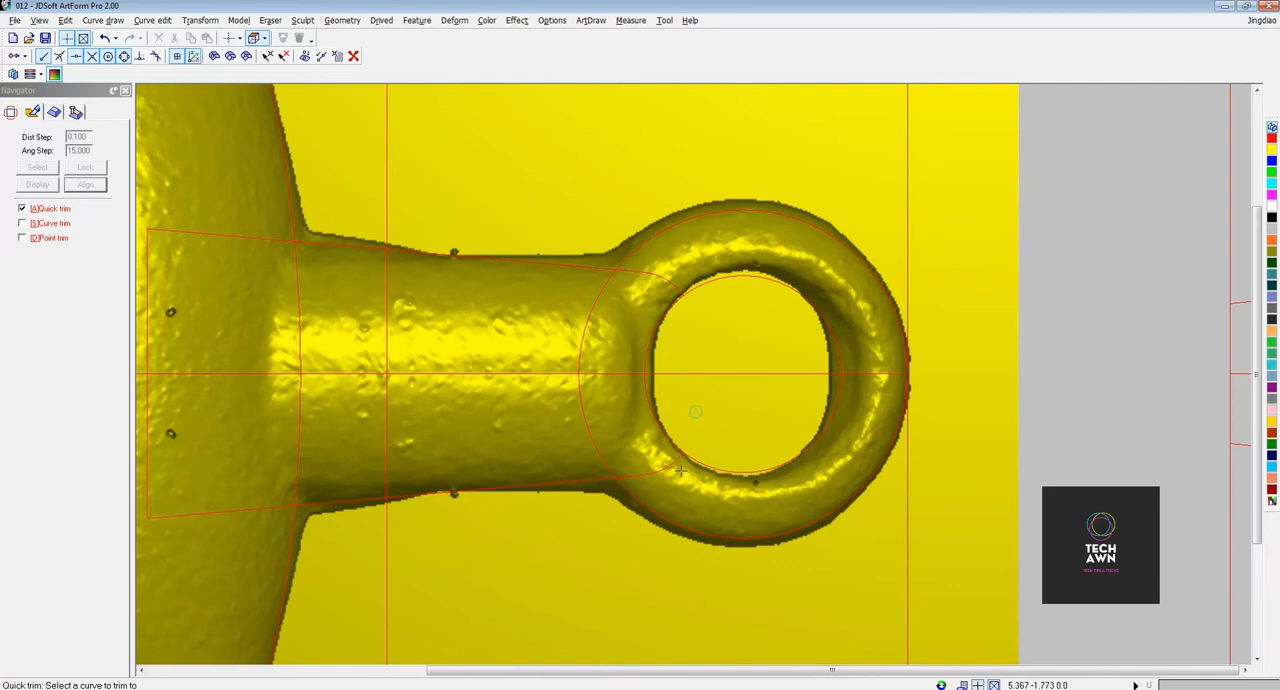 012 - JDSoft ArtForm Pro 2.00
File View Edit Curve draw Curve edit Transform Model Eraser Sculpt Geometry Drived Feature Deform Color Effect Options ArtDraw Measure Tool Help
Jingdiao
Navigator
Dist Step: 0.100
Ang Step: 15.000
Select Lock
Display Align
[A]Quick trim
[S]Curve trim
[D]Point trim
TECH
AWN
TECH TIPS & TRICKS
Quick trim: Select a curve to trim to
5.367 -1.773 0.0
U